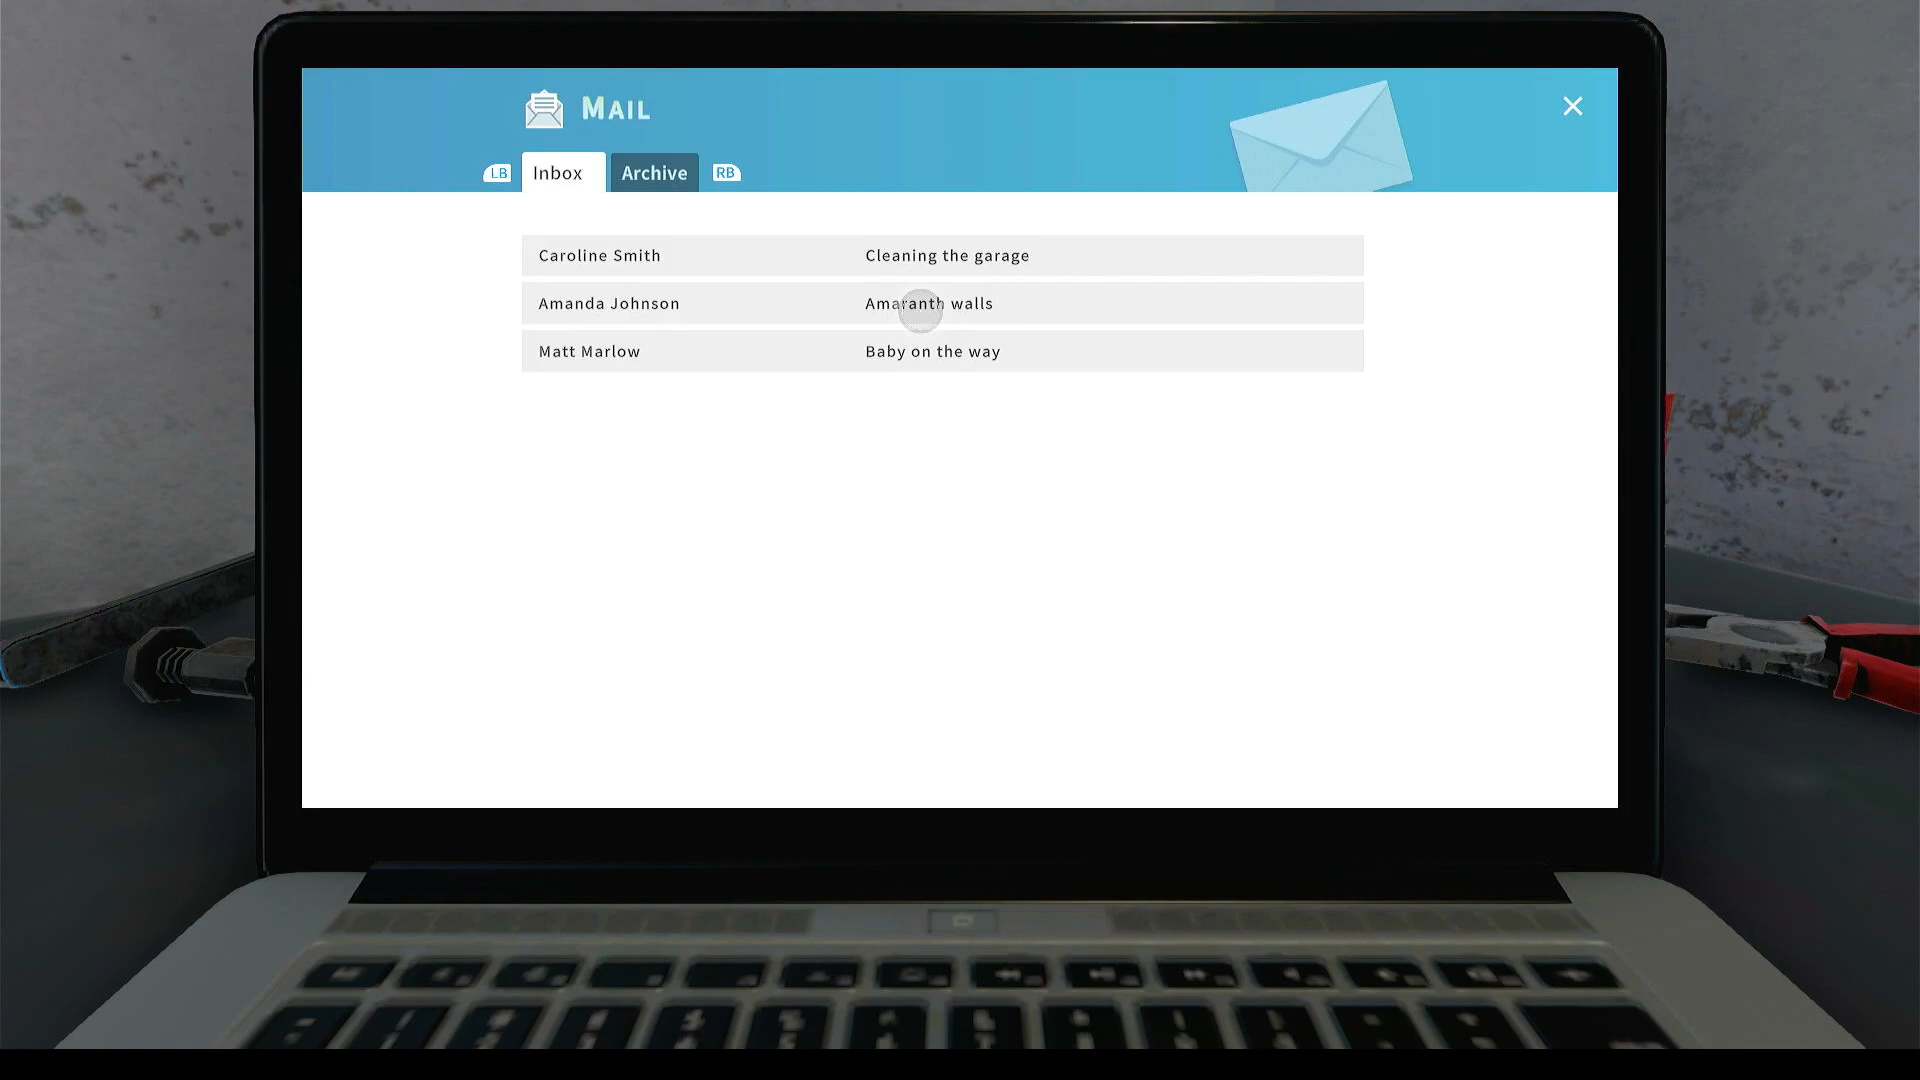 MAIL
LB Inbox Archive RB
Caroline Smith Cleaning the garage
Amanda Johnson Amaranth walls
Matt Marlow Baby on the way